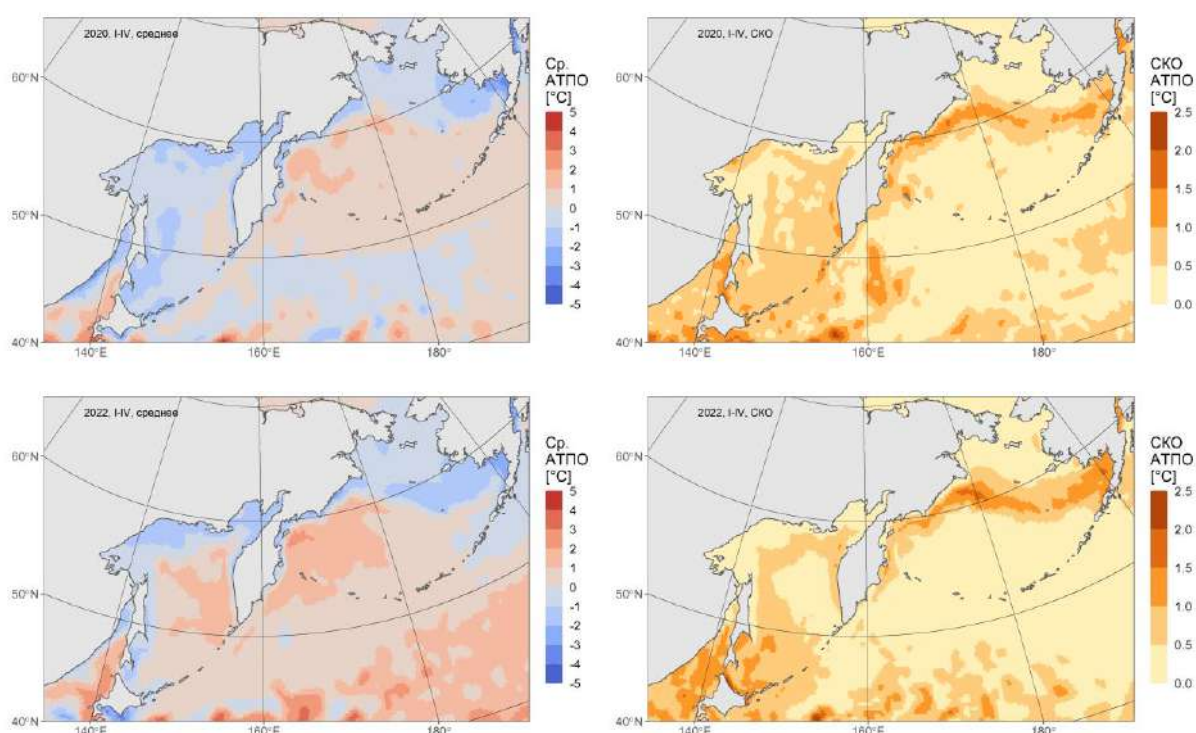 2020, I-IV, среднее
60°N
50°N
40°N
140°E
160°E
180°
Ср.
АТПО
[°C]
5
4
3
2
1
0
-1
-2
-3
-4
-5
2020, I-IV, СКО
60°N
50°N
40°N
140°E
160°E
180°
СКО
АТПО
[°C]
2.5
2.0
1.5
1.0
0.5
0.0
2022, I-IV, среднее
60°N
50°N
40°N
140°E
160°E
180°
Ср.
АТПО
[°C]
5
4
3
2
1
0
-1
-2
-3
-4
-5
2022, I-IV, СКО
60°N
50°N
40°N
140°E
160°E
180°
СКО
АТПО
[°C]
2.5
2.0
1.5
1.0
0.5
0.0